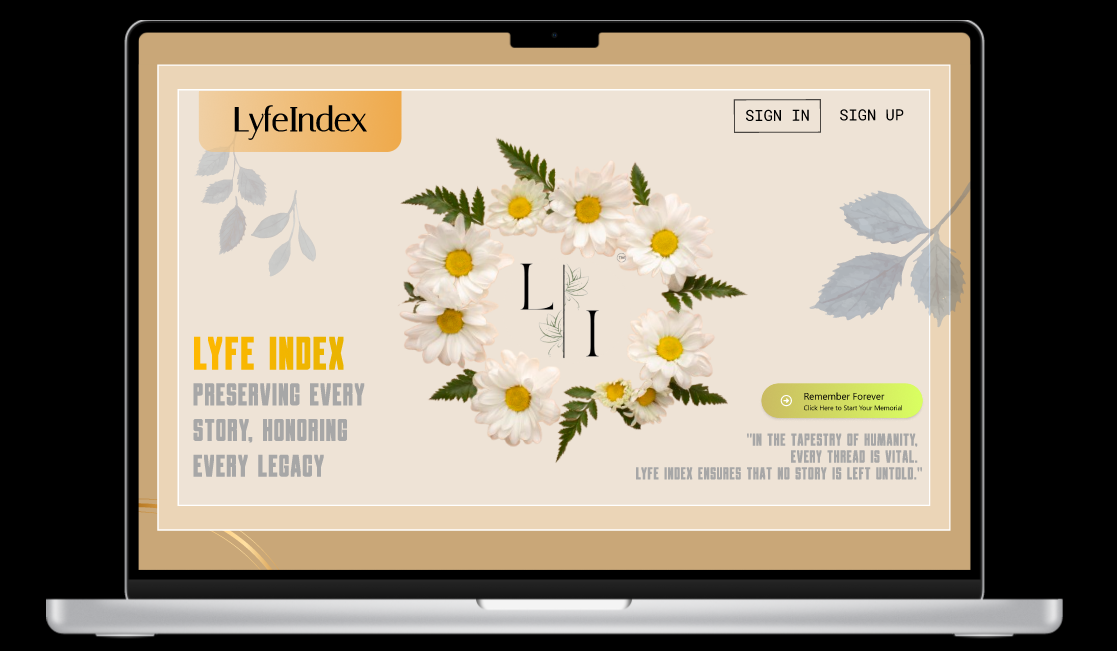 LyfeIndex
SIGN IN
SIGN UP
TM
L
I
LYFE INDEX
PRESERVING EVERY
STORY, HONORING
EVERY LEGACY
Remember Forever
Click Here to Start Your Memorial
"IN THE TAPESTRY OF HUMANITY,
EVERY THREAD IS VITAL.
LYFE INDEX ENSURES THAT NO STORY IS LEFT UNTOLD."